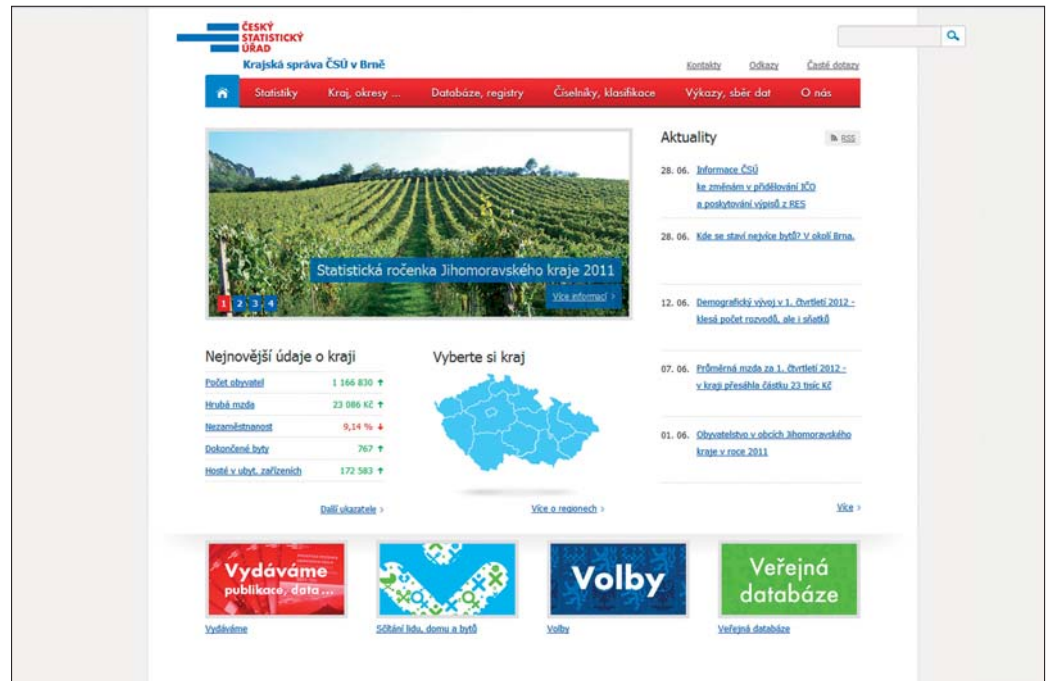 ČESKÝ
STATISTICKÝ
ÚŘAD
Krajská správa ČSÚ v Brně
Kontakty Odkazy Časté dotazy
Statistiky Kraj, okresy ... Databáze, registry Číselníky, klasifikace Výkazy, sběr dat O nás
Statistická ročenka Jihomoravského kraje 2011
Více informací >
1 2 3 4
Aktuality RSS
28. 06. Informace ČSÚ
ke změnám v přidělování IČO
a poskytování výpisů z RES
28. 06. Kde se staví nejvíce bytů? V okolí Brna.
12. 06. Demografický vývoj v 1. čtvrtletí 2012 -
klesá počet rozvodů, ale i sňatků
07. 06. Průměrná mzda za 1. čtvrtletí 2012 -
v kraji přesáhla částku 23 tisíc Kč
01. 06. Obyvatelstvo v obcích Jihomoravského
kraje v roce 2011
Více >
Nejnovější údaje o kraji
Počet obyvatel 1 166 830 ↑
Hrubá mzda 23 086 Kč ↑
Nezaměstnanost 9,14 % ↓
Dokončené byty 767 ↑
Hosté v ubyt. zařízeních 172 583 ↑
Další ukazatele >
Vyberte si kraj
Více o regionech >
Vydáváme
publikace, data...
Vydáváme
Sčítání lidu, domu a bytů
Volby
Volby
Veřejná
databáze
Veřejná databáze